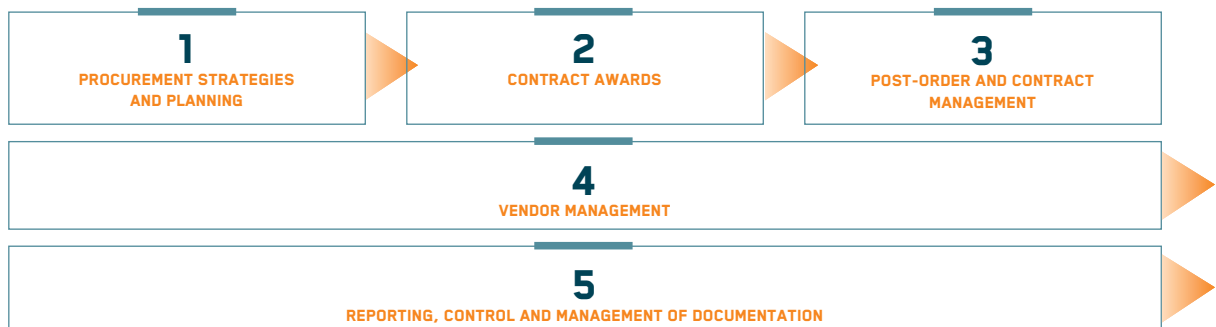 1
PROCUREMENT STRATEGIES
AND PLANNING
2
CONTRACT AWARDS
3
POST-ORDER AND CONTRACT
MANAGEMENT
4
VENDOR MANAGEMENT
5
REPORTING, CONTROL AND MANAGEMENT OF DOCUMENTATION